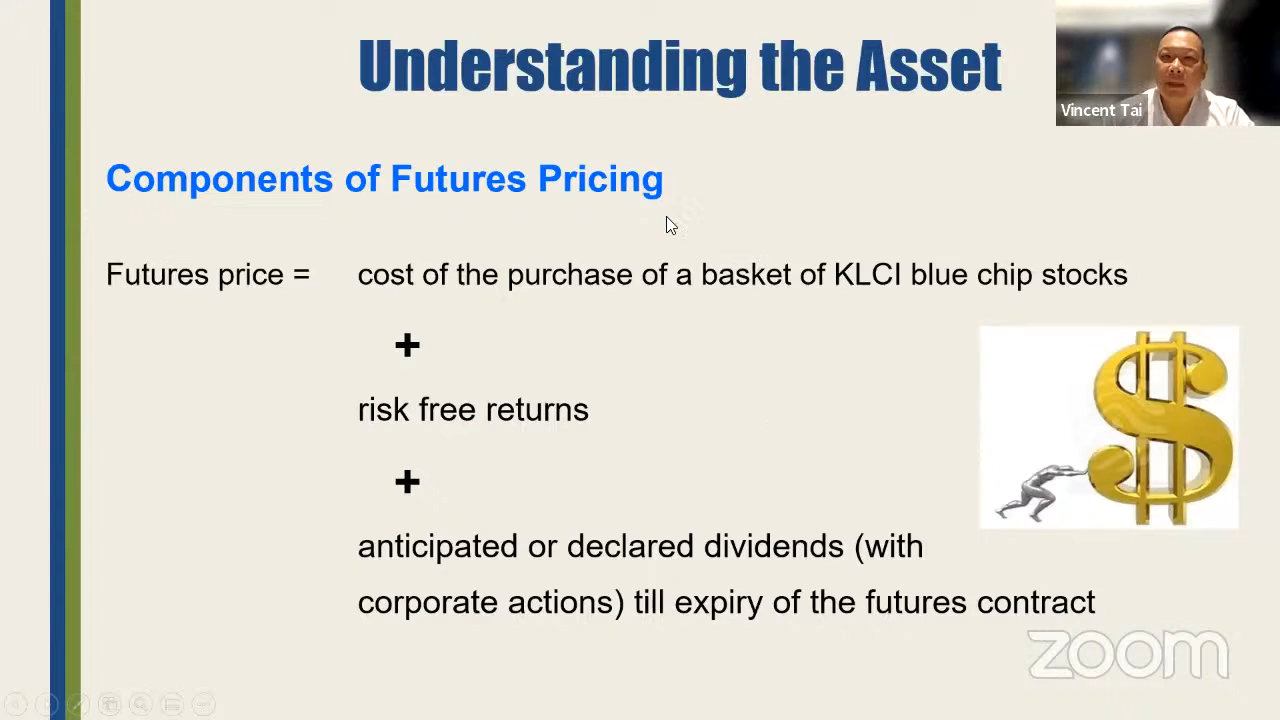 Understanding the Asset
Vincent Tai
Components of Futures Pricing
Futures price = cost of the purchase of a basket of KLCI blue chip stocks
+
risk free returns
+
anticipated or declared dividends (with
corporate actions) till expiry of the futures contract
zoom